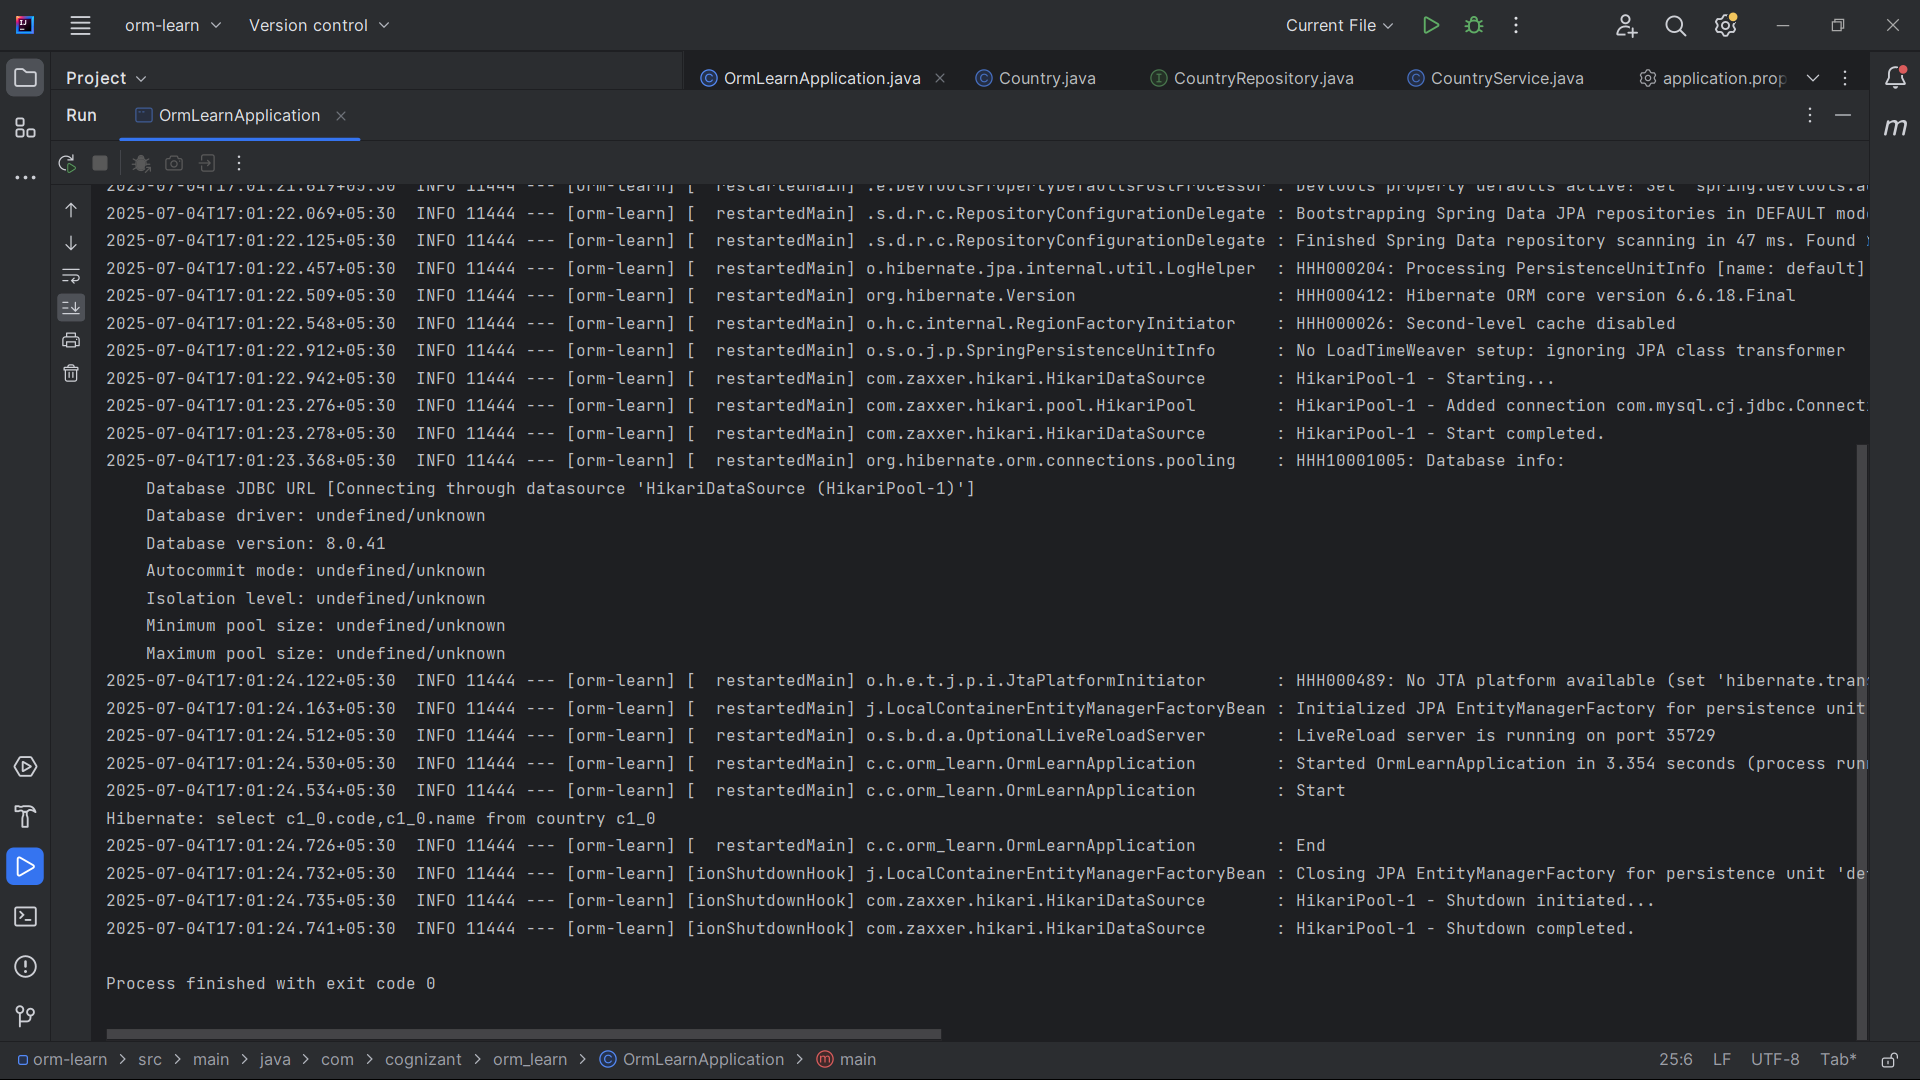 orm-learn
Version control
Current File
Project
OrmLearnApplication.java
Country.java
CountryRepository.java
CountryService.java
application.prop
Run
OrmLearnApplication
2025-07-04T17:01:21.619+05:30  INFO 11444 --- [orm-learn] [  restartedMain] .e.DevToolsPropertyDefaultsPostProcessor : Devtools property defaults active! Set 'spring.devtools.a
2025-07-04T17:01:22.069+05:30  INFO 11444 --- [orm-learn] [  restartedMain] .s.d.r.c.RepositoryConfigurationDelegate : Bootstrapping Spring Data JPA repositories in DEFAULT mod
2025-07-04T17:01:22.125+05:30  INFO 11444 --- [orm-learn] [  restartedMain] .s.d.r.c.RepositoryConfigurationDelegate : Finished Spring Data repository scanning in 47 ms. Found
2025-07-04T17:01:22.457+05:30  INFO 11444 --- [orm-learn] [  restartedMain] o.hibernate.jpa.internal.util.LogHelper  : HHH000204: Processing PersistenceUnitInfo [name: default]
2025-07-04T17:01:22.509+05:30  INFO 11444 --- [orm-learn] [  restartedMain] org.hibernate.Version                    : HHH000412: Hibernate ORM core version 6.6.18.Final
2025-07-04T17:01:22.548+05:30  INFO 11444 --- [orm-learn] [  restartedMain] o.h.c.internal.RegionFactoryInitiator    : HHH000026: Second-level cache disabled
2025-07-04T17:01:22.912+05:30  INFO 11444 --- [orm-learn] [  restartedMain] o.s.o.j.p.SpringPersistenceUnitInfo      : No LoadTimeWeaver setup: ignoring JPA class transformer
2025-07-04T17:01:22.942+05:30  INFO 11444 --- [orm-learn] [  restartedMain] com.zaxxer.hikari.HikariDataSource       : HikariPool-1 - Starting...
2025-07-04T17:01:23.276+05:30  INFO 11444 --- [orm-learn] [  restartedMain] com.zaxxer.hikari.pool.HikariPool        : HikariPool-1 - Added connection com.mysql.cj.jdbc.Connect
2025-07-04T17:01:23.278+05:30  INFO 11444 --- [orm-learn] [  restartedMain] com.zaxxer.hikari.HikariDataSource       : HikariPool-1 - Start completed.
2025-07-04T17:01:23.368+05:30  INFO 11444 --- [orm-learn] [  restartedMain] org.hibernate.orm.connections.pooling    : HHH10001005: Database info:
Database JDBC URL [Connecting through datasource 'HikariDataSource (HikariPool-1)']
Database driver: undefined/unknown
Database version: 8.0.41
Autocommit mode: undefined/unknown
Isolation level: undefined/unknown
Minimum pool size: undefined/unknown
Maximum pool size: undefined/unknown
2025-07-04T17:01:24.122+05:30  INFO 11444 --- [orm-learn] [  restartedMain] o.h.e.t.j.p.i.JtaPlatformInitiator       : HHH000489: No JTA platform available (set 'hibernate.tran
2025-07-04T17:01:24.163+05:30  INFO 11444 --- [orm-learn] [  restartedMain] j.LocalContainerEntityManagerFactoryBean : Initialized JPA EntityManagerFactory for persistence unit
2025-07-04T17:01:24.512+05:30  INFO 11444 --- [orm-learn] [  restartedMain] o.s.b.d.a.OptionalLiveReloadServer       : LiveReload server is running on port 35729
2025-07-04T17:01:24.530+05:30  INFO 11444 --- [orm-learn] [  restartedMain] c.c.orm_learn.OrmLearnApplication        : Started OrmLearnApplication in 3.354 seconds (process run
2025-07-04T17:01:24.534+05:30  INFO 11444 --- [orm-learn] [  restartedMain] c.c.orm_learn.OrmLearnApplication        : Start
Hibernate: select c1_0.code,c1_0.name from country c1_0
2025-07-04T17:01:24.726+05:30  INFO 11444 --- [orm-learn] [  restartedMain] c.c.orm_learn.OrmLearnApplication        : End
2025-07-04T17:01:24.732+05:30  INFO 11444 --- [orm-learn] [ionShutdownHook] j.LocalContainerEntityManagerFactoryBean : Closing JPA EntityManagerFactory for persistence unit 'de
2025-07-04T17:01:24.735+05:30  INFO 11444 --- [orm-learn] [ionShutdownHook] com.zaxxer.hikari.HikariDataSource       : HikariPool-1 - Shutdown initiated...
2025-07-04T17:01:24.741+05:30  INFO 11444 --- [orm-learn] [ionShutdownHook] com.zaxxer.hikari.HikariDataSource       : HikariPool-1 - Shutdown completed.
Process finished with exit code 0
orm-learn > src > main > java > com > cognizant > orm_learn > OrmLearnApplication > main
25:6 LF UTF-8 Tab*